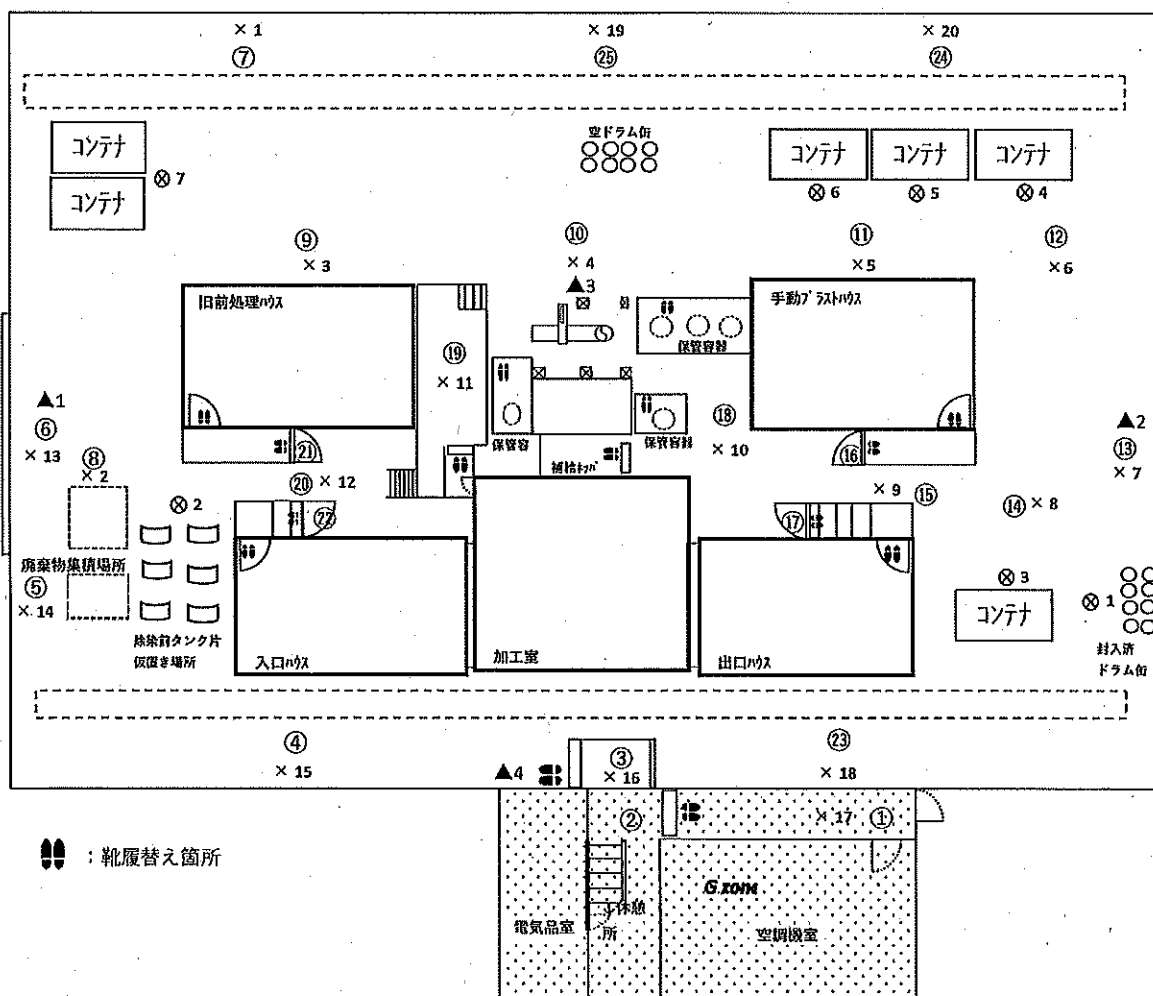 × 1
× 19
× 20
⑦
㉕
㉔
コンテナ
コンテナ
⊗ 7
空ドラム缶
コンテナ
コンテナ
コンテナ
⊗ 6
⊗ 5
⊗ 4
⑨
× 3
⑩
× 4
▲3
⑪
× 5
⑫
× 6
旧前処理ハウス
手動ブラストハウス
保管容器
⑲
× 11
▲1
⑥
× 13
⑧
× 2
保管容
保管容器
⑱
× 10
▲2
⑬
× 7
㉑
⑯
補給ホッパ
⑳
× 12
⊗ 2
㉒
× 9
⑮
⑰
⑭
× 8
廃棄物集積場所
⑤
× 14
⊗ 3
コンテナ
⊗ 1
除染前タンク片
仮置き場所
入口ハウス
加工室
出口ハウス
封入済
ドラム缶
④
× 15
▲4
③
× 16
㉓
× 18
②
× 17
①
：靴履替え箇所
G zone
電気品室
休憩
所
空調機室